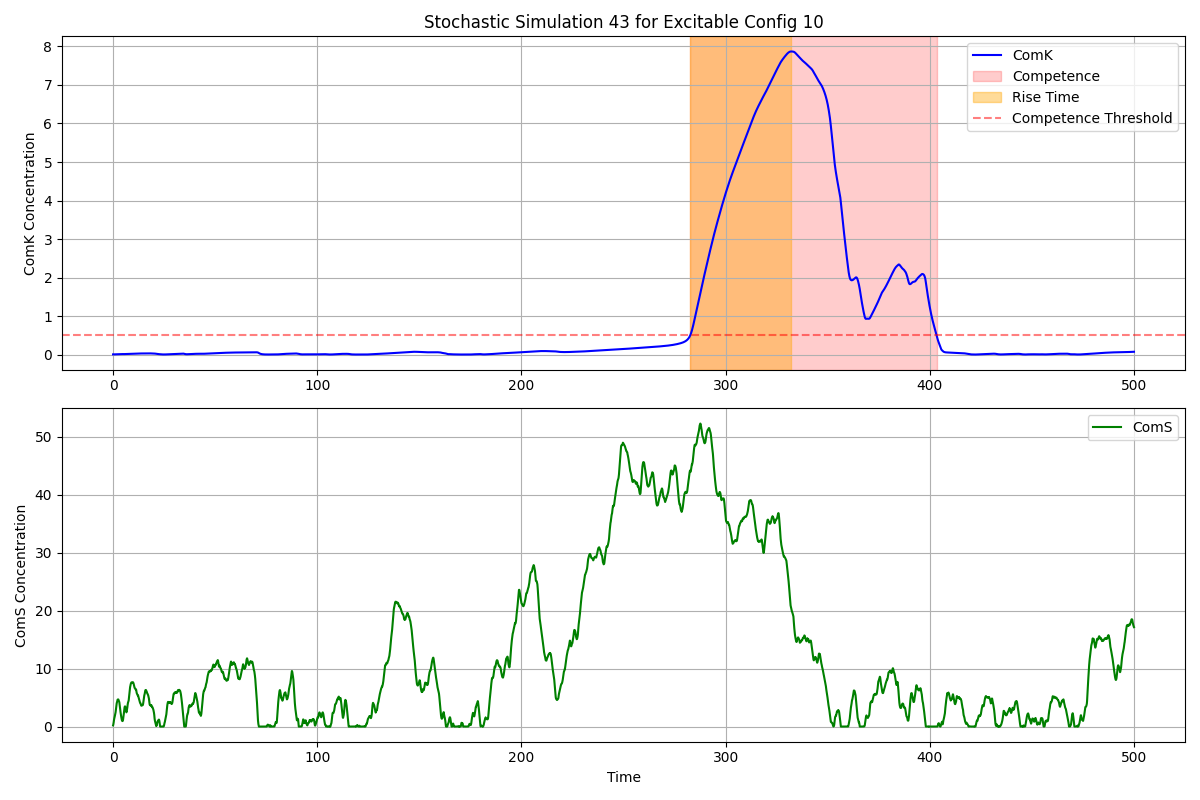 Stochastic Simulation 43 for Excitable Config 10
ComK Concentration
8
7
6
5
4
3
2
1
0
ComK
Competence
Rise Time
Competence Threshold
0 100 200 300 400 500
ComS Concentration
50
40
30
20
10
0
ComS
0 100 200 300 400 500
Time